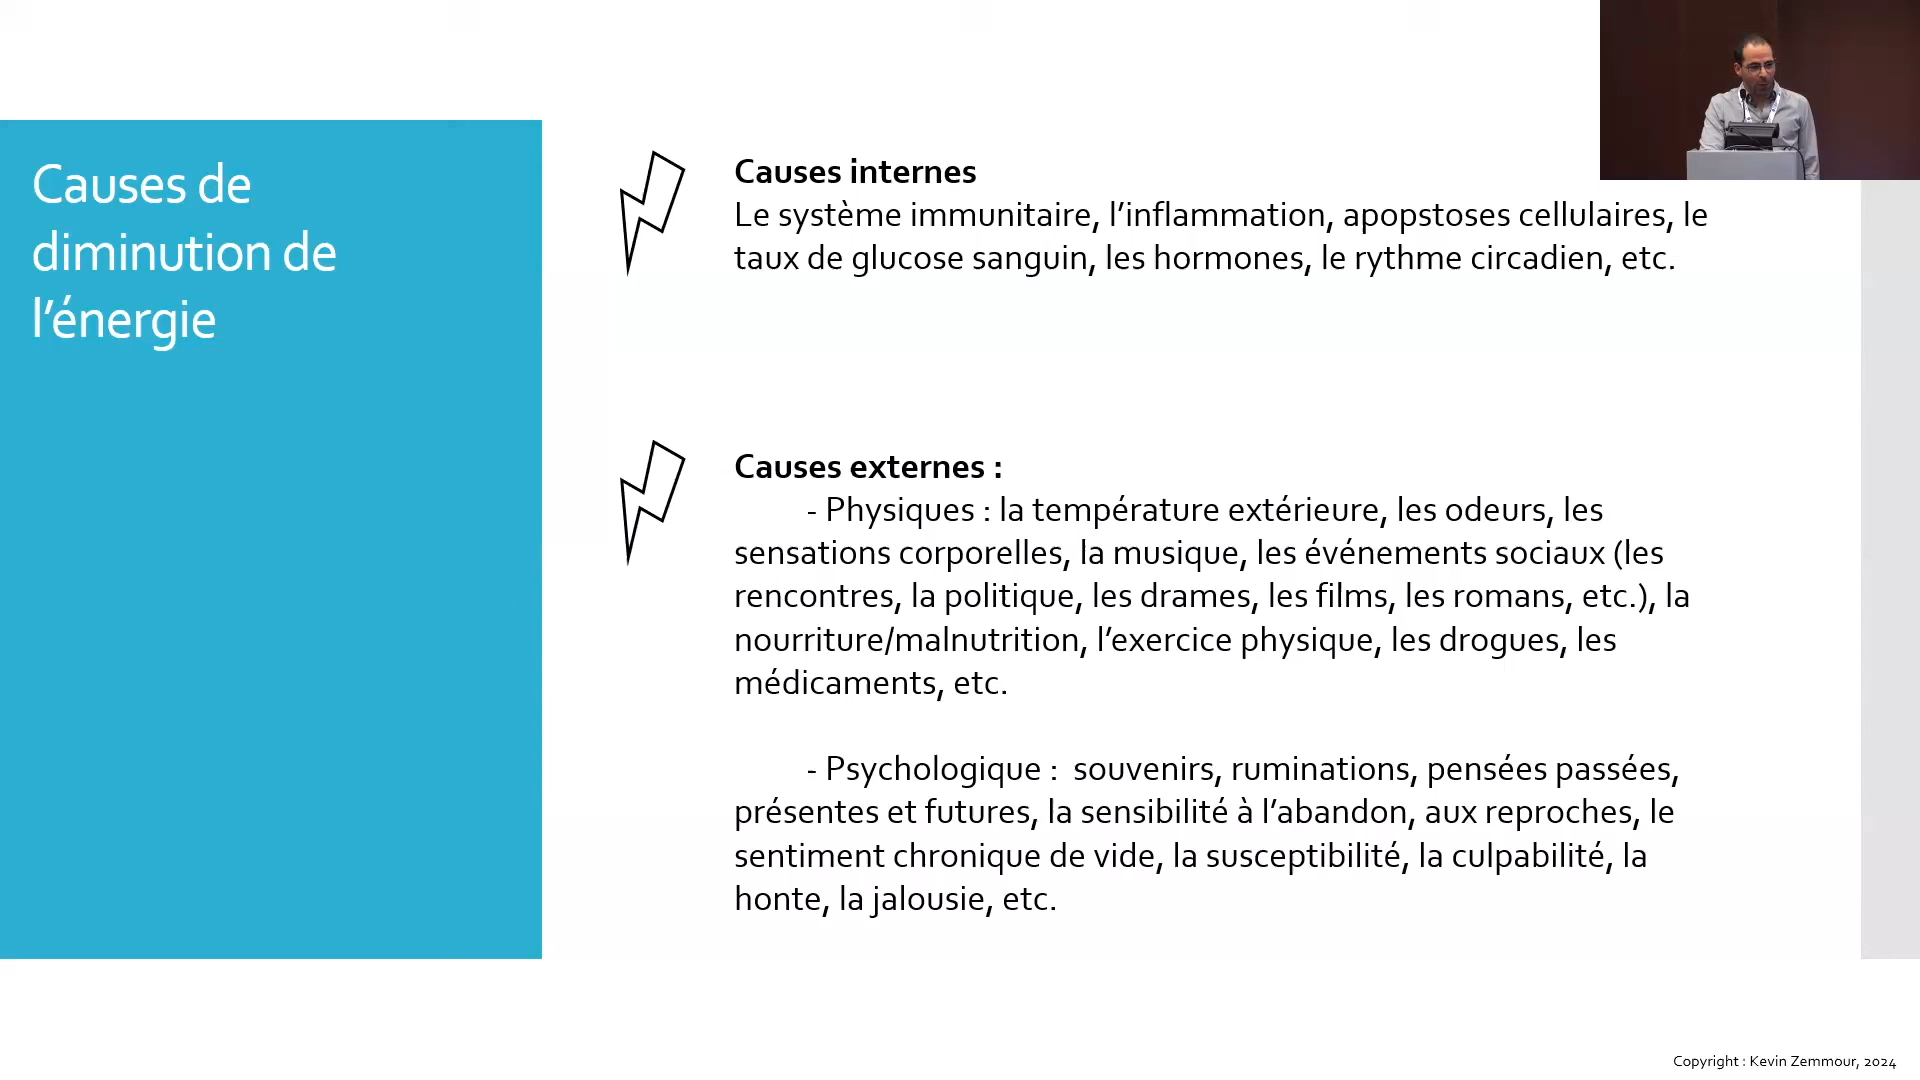 Causes de
diminution de
l’énergie
Causes internes
Le système immunitaire, l’inflammation, apopstoses cellulaires, le
taux de glucose sanguin, les hormones, le rythme circadien, etc.
Causes externes :
- Physiques : la température extérieure, les odeurs, les
sensations corporelles, la musique, les événements sociaux (les
rencontres, la politique, les drames, les films, les romans, etc.), la
nourriture/malnutrition, l’exercice physique, les drogues, les
médicaments, etc.
- Psychologique :  souvenirs, ruminations, pensées passées,
présentes et futures, la sensibilité à l’abandon, aux reproches, le
sentiment chronique de vide, la susceptibilité, la culpabilité, la
honte, la jalousie, etc.
Copyright : Kevin Zemmour, 2024